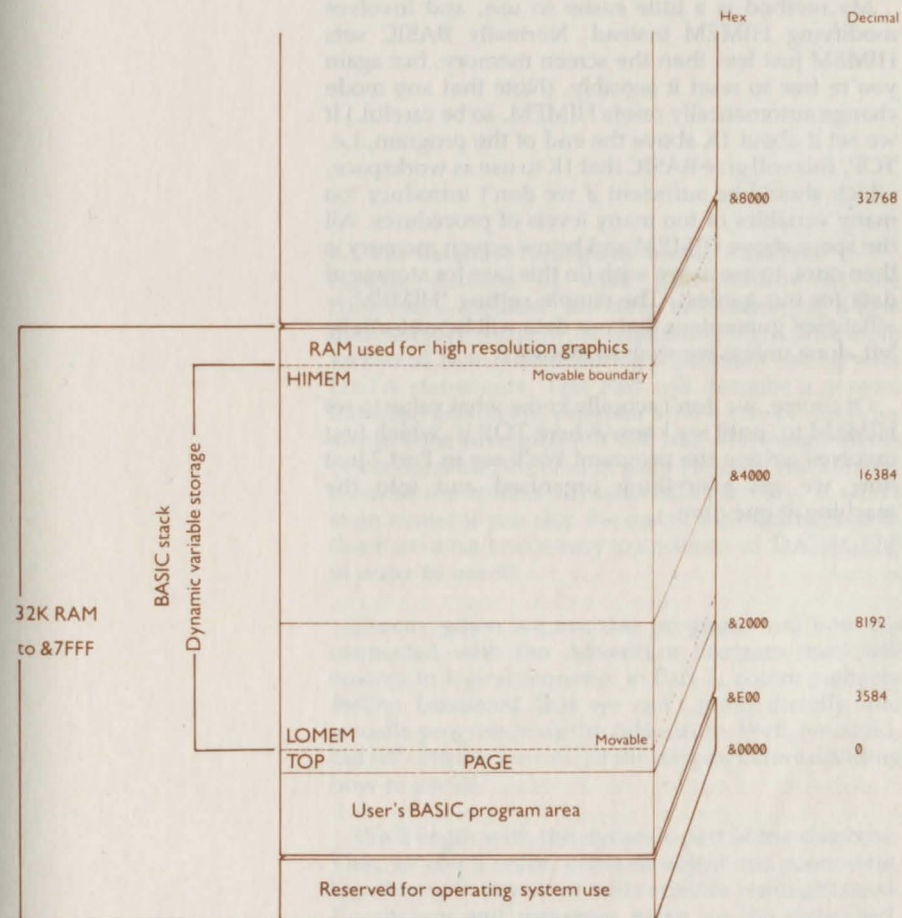 Hex Decimal
&8000 32768
RAM used for high resolution graphics
HIMEM Movable boundary
&4000 16384
BASIC stack
Dynamic variable storage
32K RAM
to &7FFF
&2000 8192
&E00 3584
LOMEM Movable
&0000 0
TOP PAGE
User's BASIC program area
Reserved for operating system use